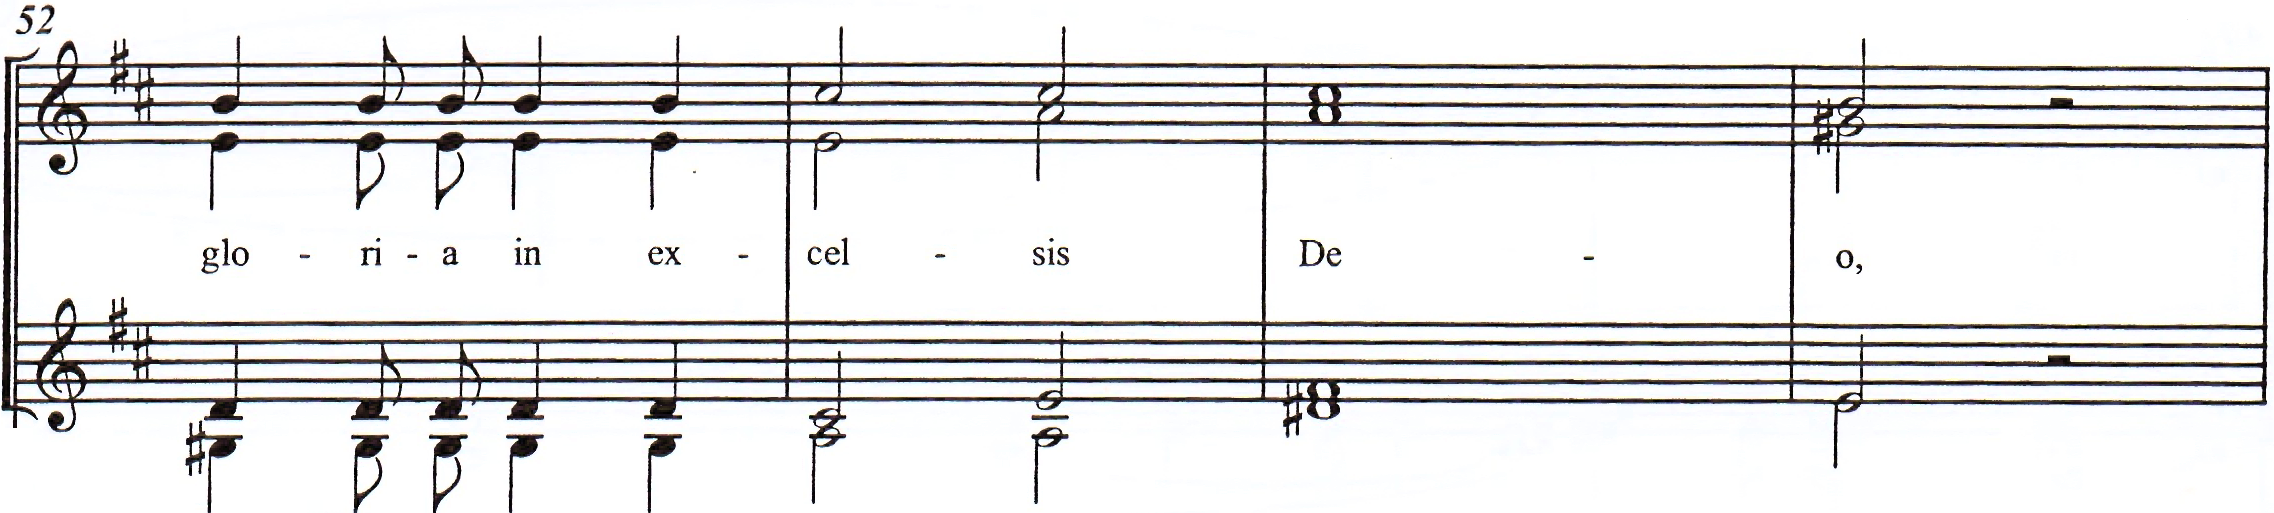 52
glo - ri - a in ex - cel - sis De - o,